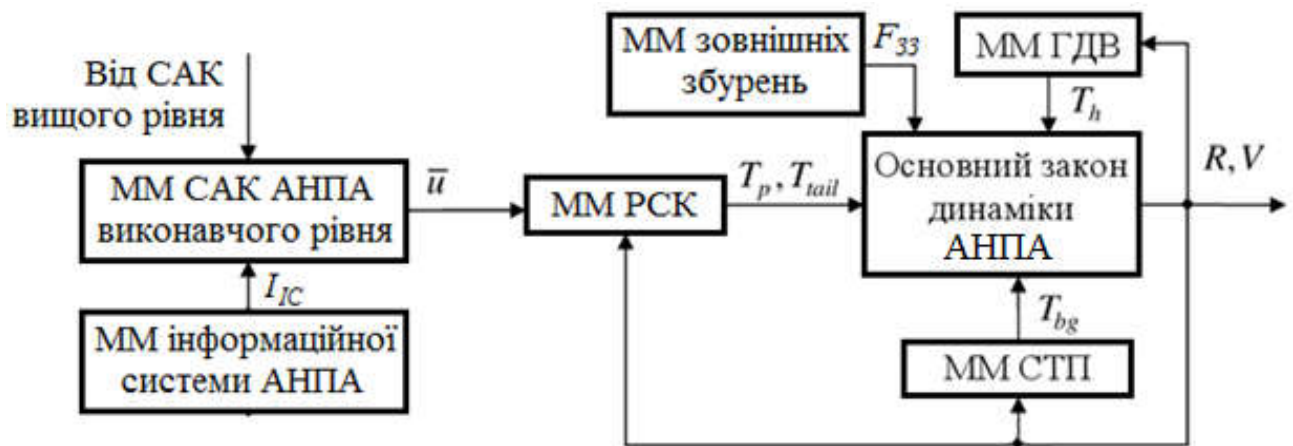 Від САК
вищого рівня
ММ САК АНПА
виконавчого рівня
I_IC
ММ інформаційної
системи АНПА
u̅
ММ РСК
T_p, T_tail
ММ зовнішніх
збурень
F_33
ММ ГДВ
T_h
Основний закон
динаміки
АНПА
R, V
T_bg
ММ СТП